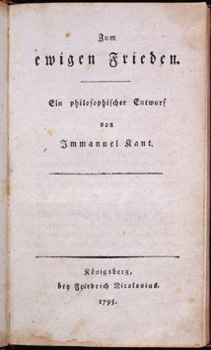 Zum
ewigen Frieden.
Ein philosophischer Entwurf
von
Immanuel Kant.
Königsberg,
bey Friedrich Nicolovius.
1795.